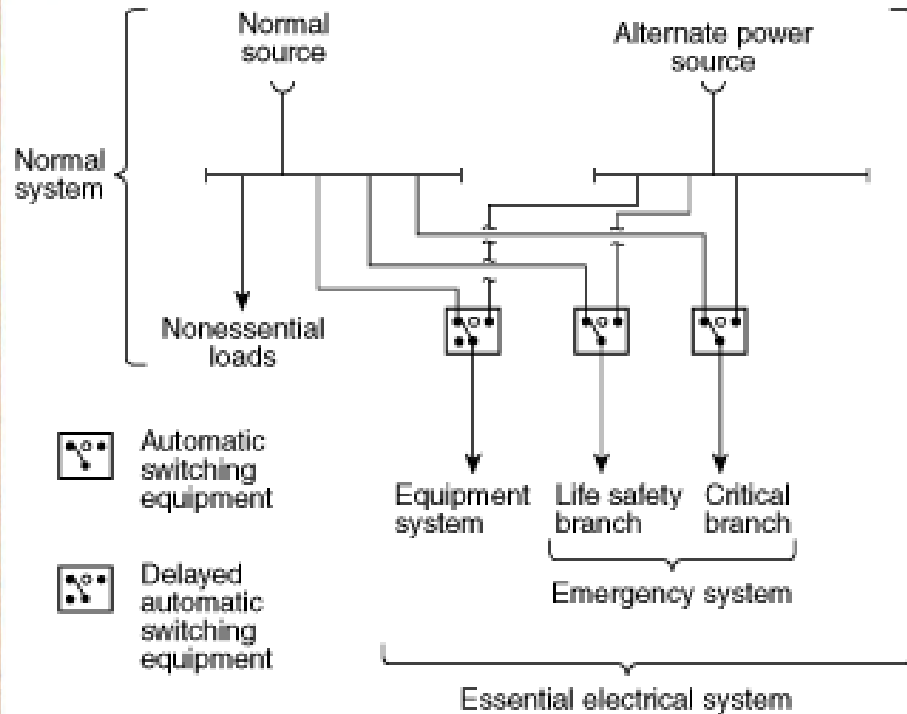 Normal
source
Alternate power
source
Normal
system
Nonessential
loads
Automatic
switching
equipment
Equipment
system
Life safety
branch
Critical
branch
Emergency system
Delayed
automatic
switching
equipment
Essential electrical system